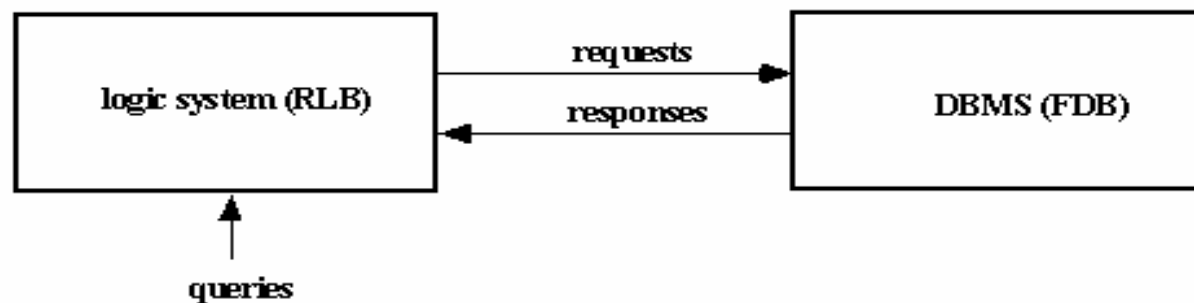 requests
logic system (RLB)
DBMS (FDB)
responses
queries